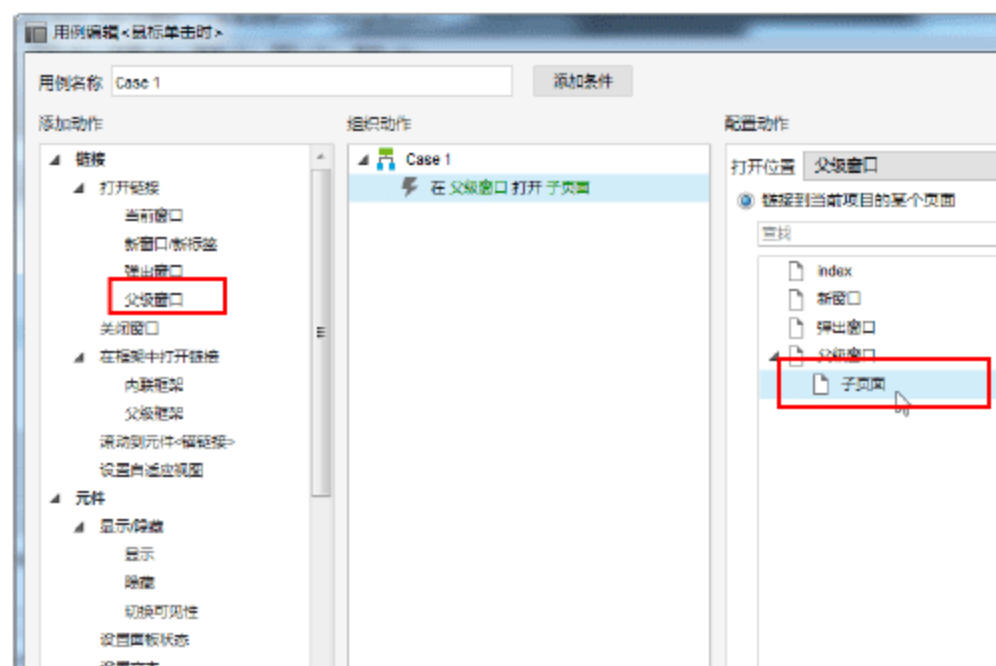 用例编辑<鼠标单击时>
用例名称 Case 1 添加条件
添加动作
链接
打开链接
当前窗口
新窗口/新标签
弹出窗口
父级窗口
关闭窗口
在框架中打开链接
内联框架
父级框架
滚动到元件<锚链接>
设置自适应视图
元件
显示/隐藏
显示
隐藏
切换可见性
设置面板状态
设置文本
组织动作
Case 1
在 父级窗口 打开 子页面
配置动作
打开位置 父级窗口
链接到当前项目的某个页面
查找
index
新窗口
弹出窗口
父级窗口
子页面